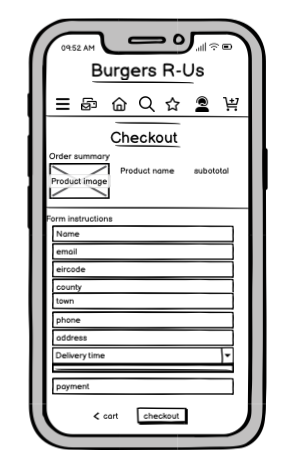 09:52 AM
Burgers R-Us
Checkout
Order summary
Product image
Product name
subototal
Form instructions
Name
email
eircode
county
town
phone
address
Delivery time
payment
< cart
checkout